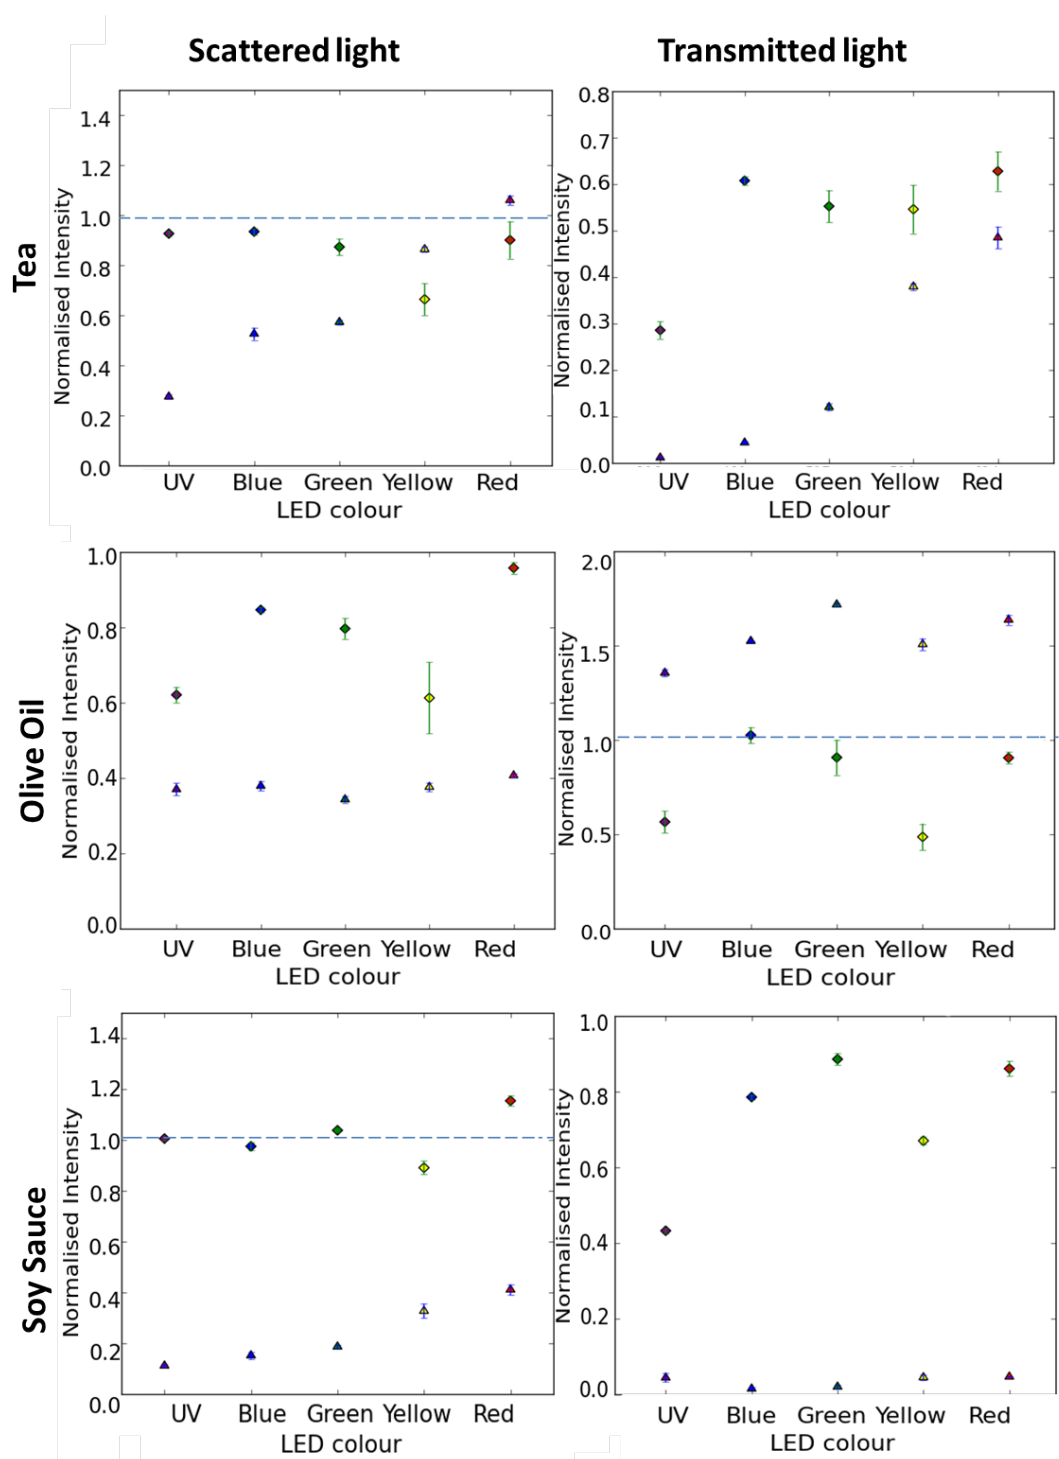 Scattered light
Transmitted light
Tea
Normalised Intensity
1.4
1.2
1.0
0.8
0.6
0.4
0.2
0.0
UV Blue Green Yellow Red
LED colour
Normalised Intensity
0.8
0.7
0.6
0.5
0.4
0.3
0.2
0.1
0.0
UV Blue Green Yellow Red
LED colour
Olive Oil
Normalised Intensity
1.0
0.8
0.6
0.4
0.2
0.0
UV Blue Green Yellow Red
LED colour
Normalised Intensity
2.0
1.5
1.0
0.5
0.0
UV Blue Green Yellow Red
LED colour
Soy Sauce
Normalised Intensity
1.4
1.2
1.0
0.8
0.6
0.4
0.2
0.0
UV Blue Green Yellow Red
LED colour
Normalised Intensity
1.0
0.8
0.6
0.4
0.2
0.0
UV Blue Green Yellow Red
LED colour